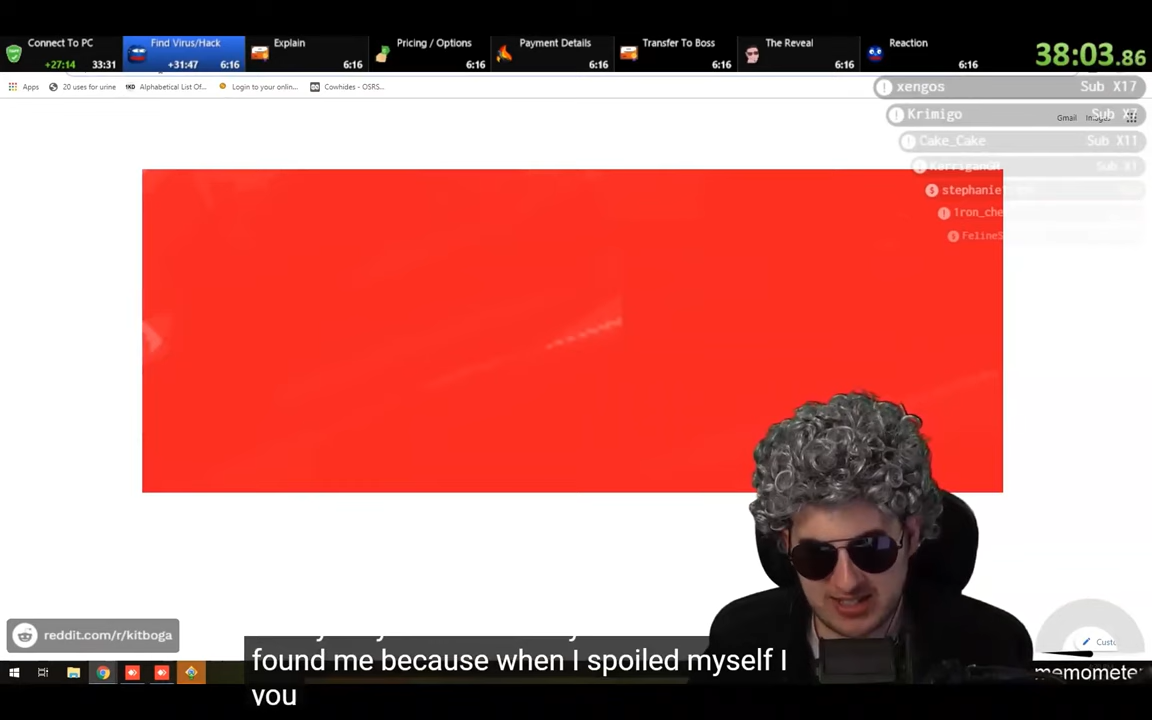 Connect To PC
+27:14 33:31
Find Virus/Hack
+31:47 6:16
Explain
6:16
Pricing / Options
6:16
Payment Details
6:16
Transfer To Boss
6:16
The Reveal
6:16
Reaction
6:16
38:03.86
Apps
20 uses for urine
Alphabetical List Of...
Login to your onlin...
Cowhides - OSRS...
xengos Sub X17
Krimigo Sub X7
Gmail
Cake_Cake Sub X11
stephanie
reddit.com/r/kitboga
found me because when I spoiled myself I
you
memometer